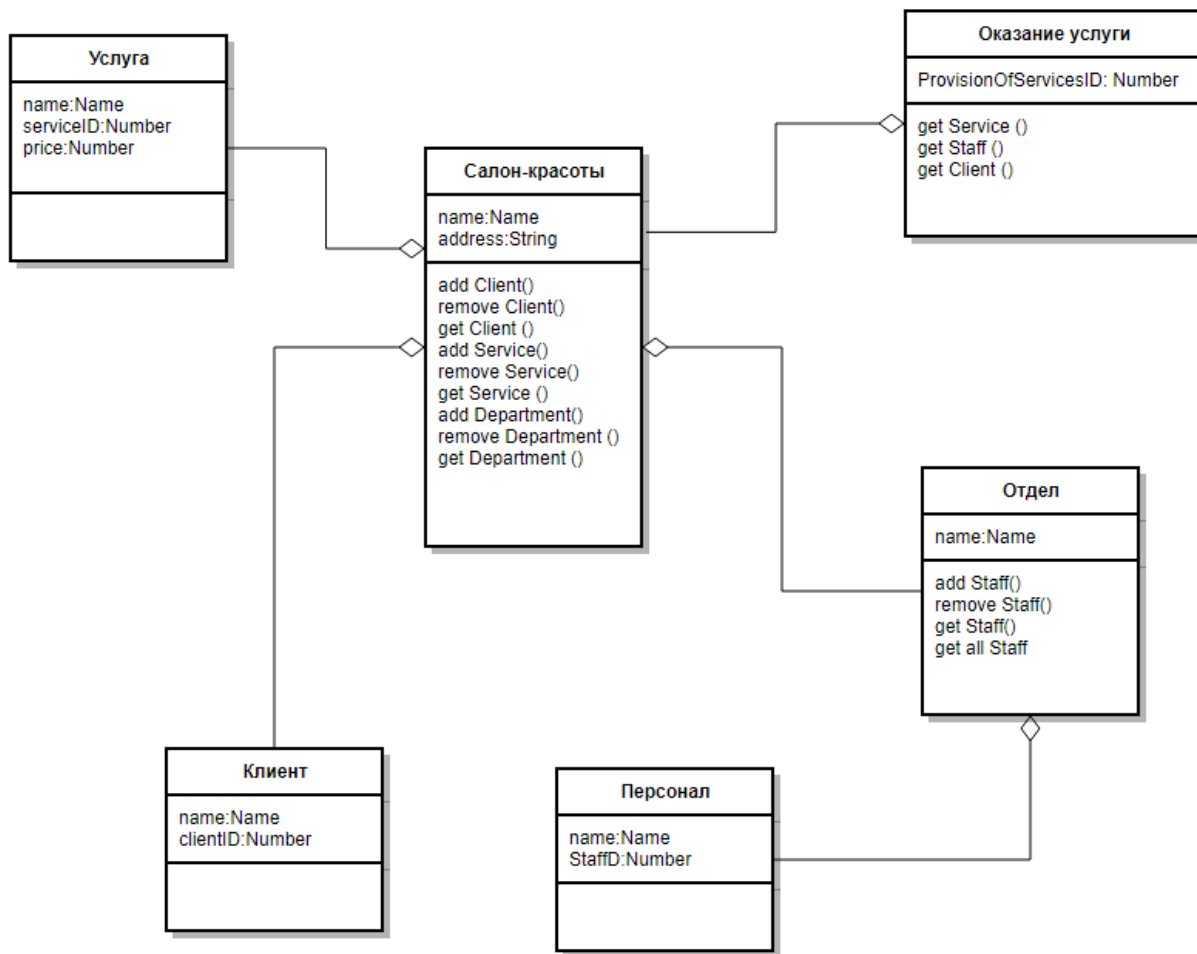 Услуга
name:Name
serviceID:Number
price:Number
Оказание услуги
ProvisionOfServicesID: Number
get Service ()
get Staff ()
get Client ()
Салон-красоты
name:Name
address:String
add Client()
remove Client()
get Client ()
add Service()
remove Service()
get Service ()
add Department()
remove Department ()
get Department ()
Отдел
name:Name
add Staff()
remove Staff()
get Staff()
get all Staff
Клиент
name:Name
clientID:Number
Персонал
name:Name
StaffD:Number